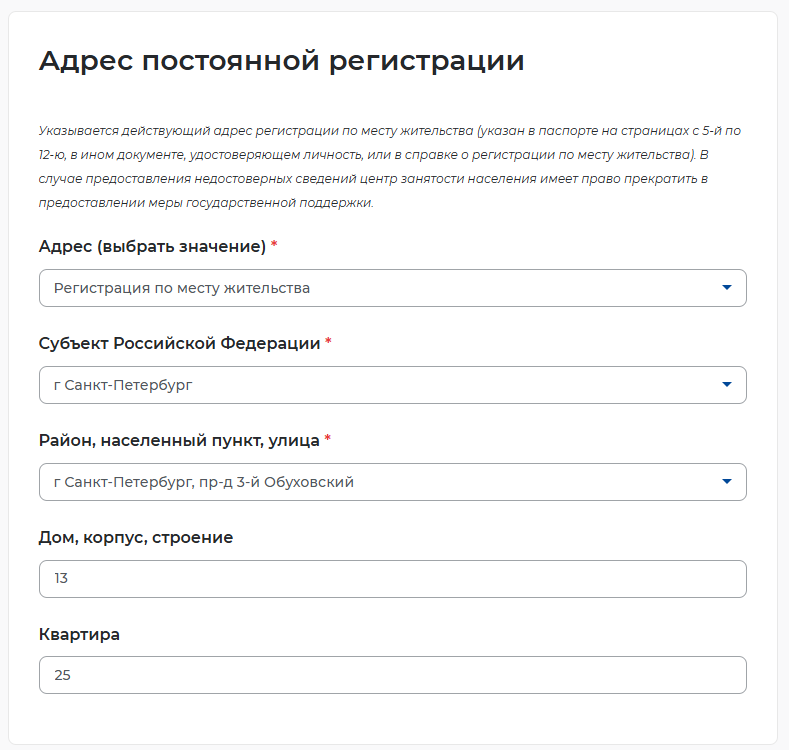 Адрес постоянной регистрации
Указывается действующий адрес регистрации по месту жительства (указан в паспорте на страницах с 5-й по
12-ю, в ином документе, удостоверяющем личность, или в справке о регистрации по месту жительства). В
случае предоставления недостоверных сведений центр занятости населения имеет право прекратить в
предоставлении меры государственной поддержки.
Адрес (выбрать значение) *
Регистрация по месту жительства
Субъект Российской Федерации *
г Санкт-Петербург
Район, населенный пункт, улица *
г Санкт-Петербург, пр-д 3-й Обуховский
Дом, корпус, строение
13
Квартира
25